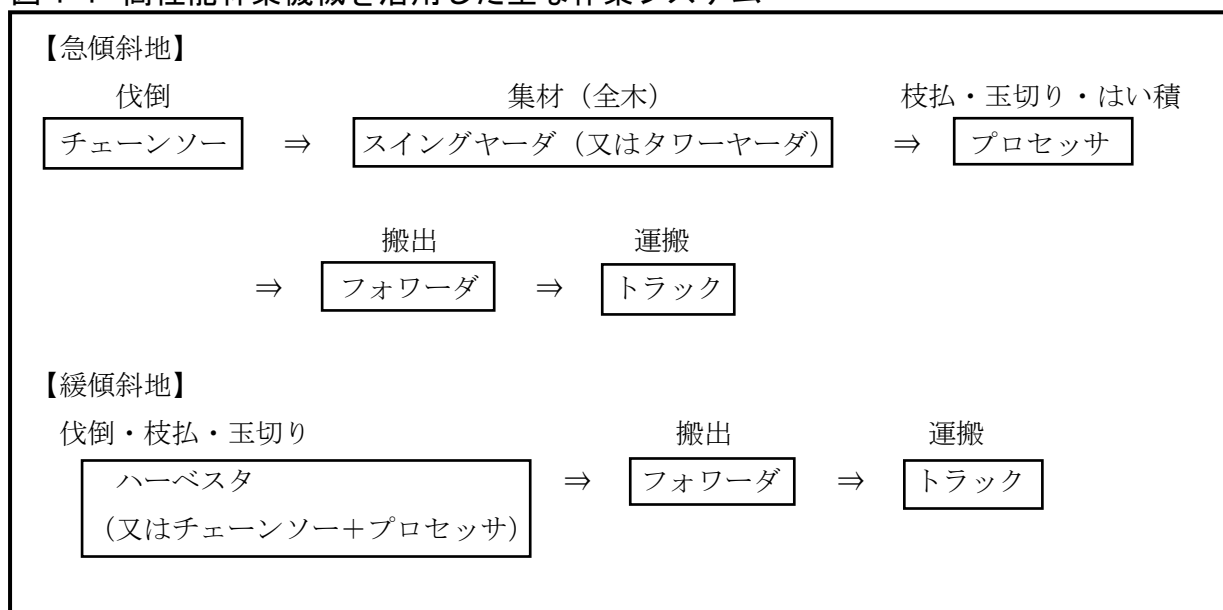 【急傾斜地】
伐倒 集材（全木） 枝払・玉切り・はい積
チェーンソー ⇒ スイングヤーダ（又はタワーヤーダ） ⇒ プロセッサ
搬出 運搬
⇒ フォワーダ ⇒ トラック
【緩傾斜地】
伐倒・枝払・玉切り 搬出 運搬
ハーベスタ ⇒ フォワーダ ⇒ トラック
（又はチェーンソー＋プロセッサ）